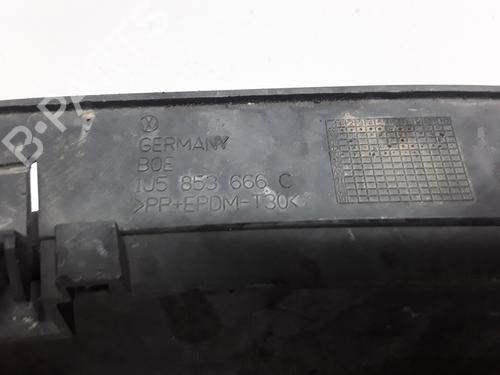 B-PARTS
GERMANY
BOE
1J5 853 666 C
>PP+EPDM-T30<